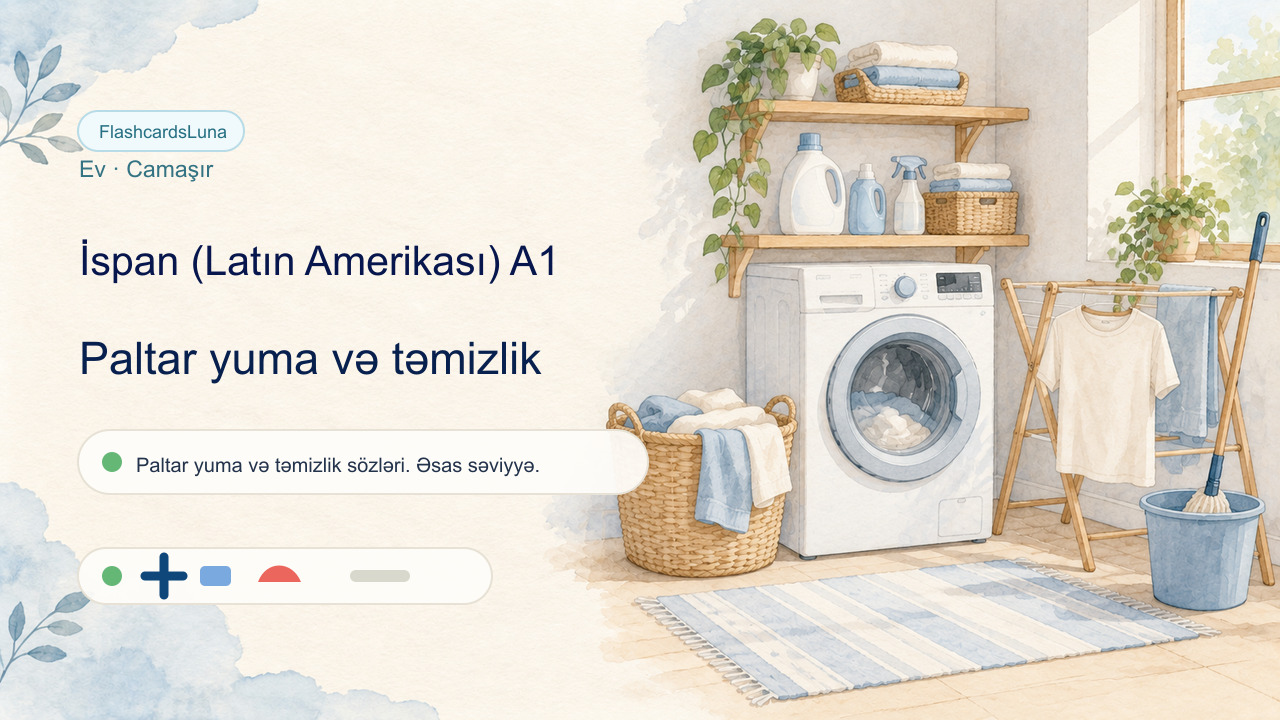 FlashcardsLuna
Ev · Camaşır
İspan (Latın Amerikası) A1
Paltar yuma və təmizlik
Paltar yuma və təmizlik sözləri. Əsas səviyyə.